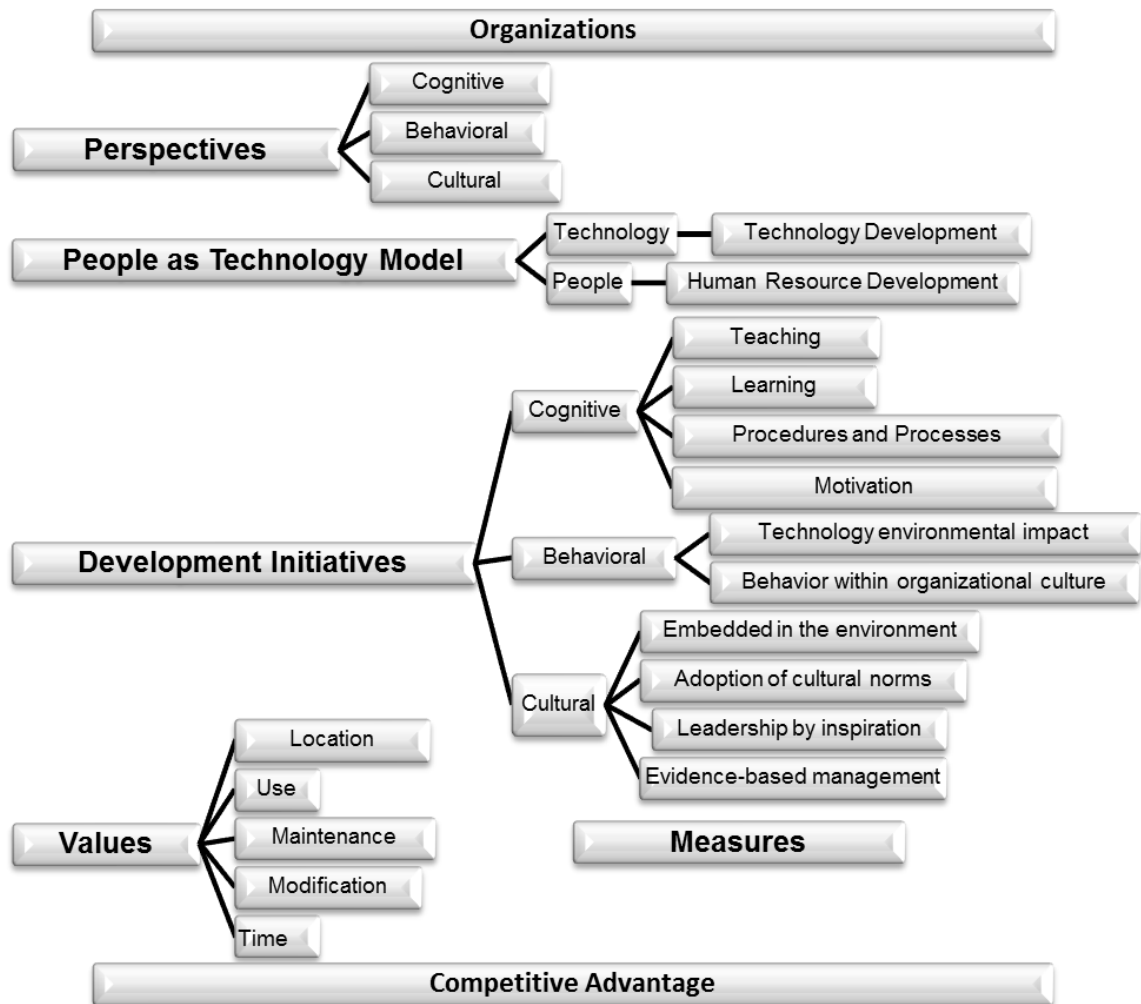 Organizations
Perspectives
Cognitive
Behavioral
Cultural
People as Technology Model
Technology
Technology Development
People
Human Resource Development
Development Initiatives
Cognitive
Teaching
Learning
Procedures and Processes
Motivation
Behavioral
Technology environmental impact
Behavior within organizational culture
Cultural
Embedded in the environment
Adoption of cultural norms
Leadership by inspiration
Evidence-based management
Values
Location
Use
Maintenance
Modification
Time
Measures
Competitive Advantage